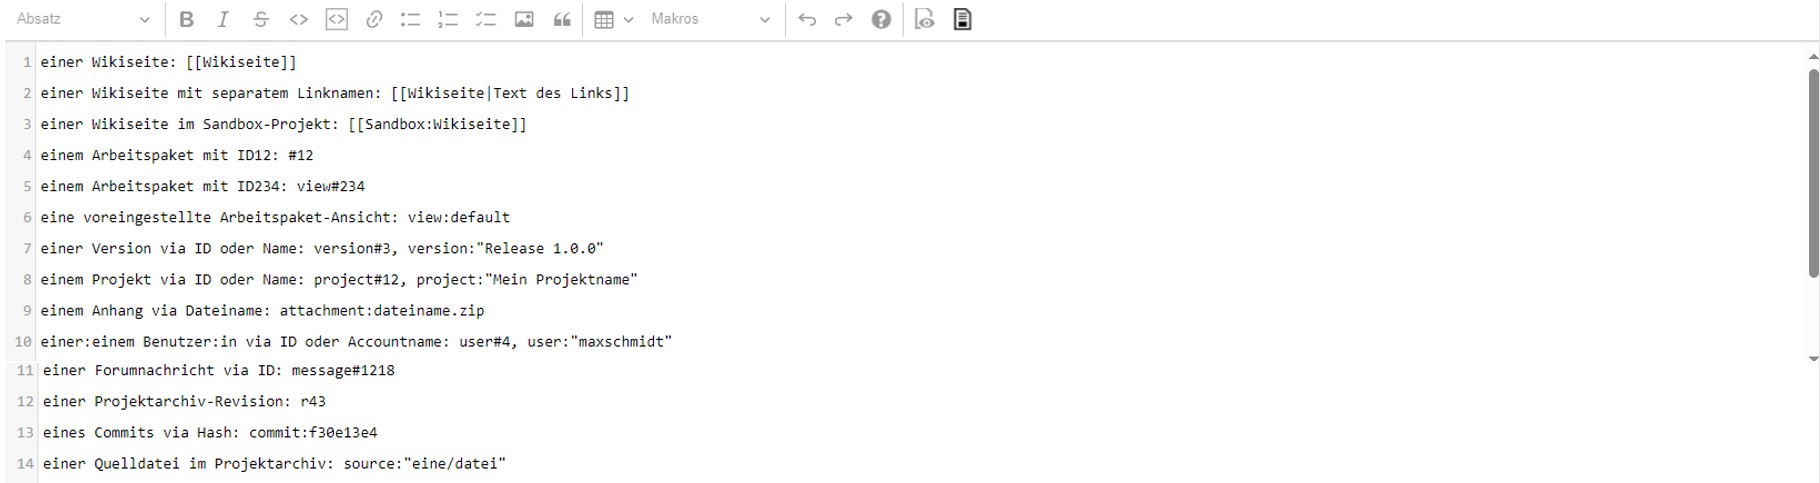 Absatz B I S Makros
1 einer Wikiseite: [[Wikiseite]]
2 einer Wikiseite mit separatem Linknamen: [[Wikiseite|Text des Links]]
3 einer Wikiseite im Sandbox-Projekt: [[Sandbox:Wikiseite]]
4 einem Arbeitspaket mit ID12: #12
5 einem Arbeitspaket mit ID234: view#234
6 eine voreingestellte Arbeitspaket-Ansicht: view:default
7 einer Version via ID oder Name: version#3, version:"Release 1.0.0"
8 einem Projekt via ID oder Name: project#12, project:"Mein Projektname"
9 einem Anhang via Dateiname: attachment:dateiname.zip
10 einer:einem Benutzer:in via ID oder Accountname: user#4, user:"maxschmidt"
11 einer Forumnachricht via ID: message#1218
12 einer Projektarchiv-Revision: r43
13 eines Commits via Hash: commit:f30e13e4
14 einer Quelldatei im Projektarchiv: source:"eine/datei"